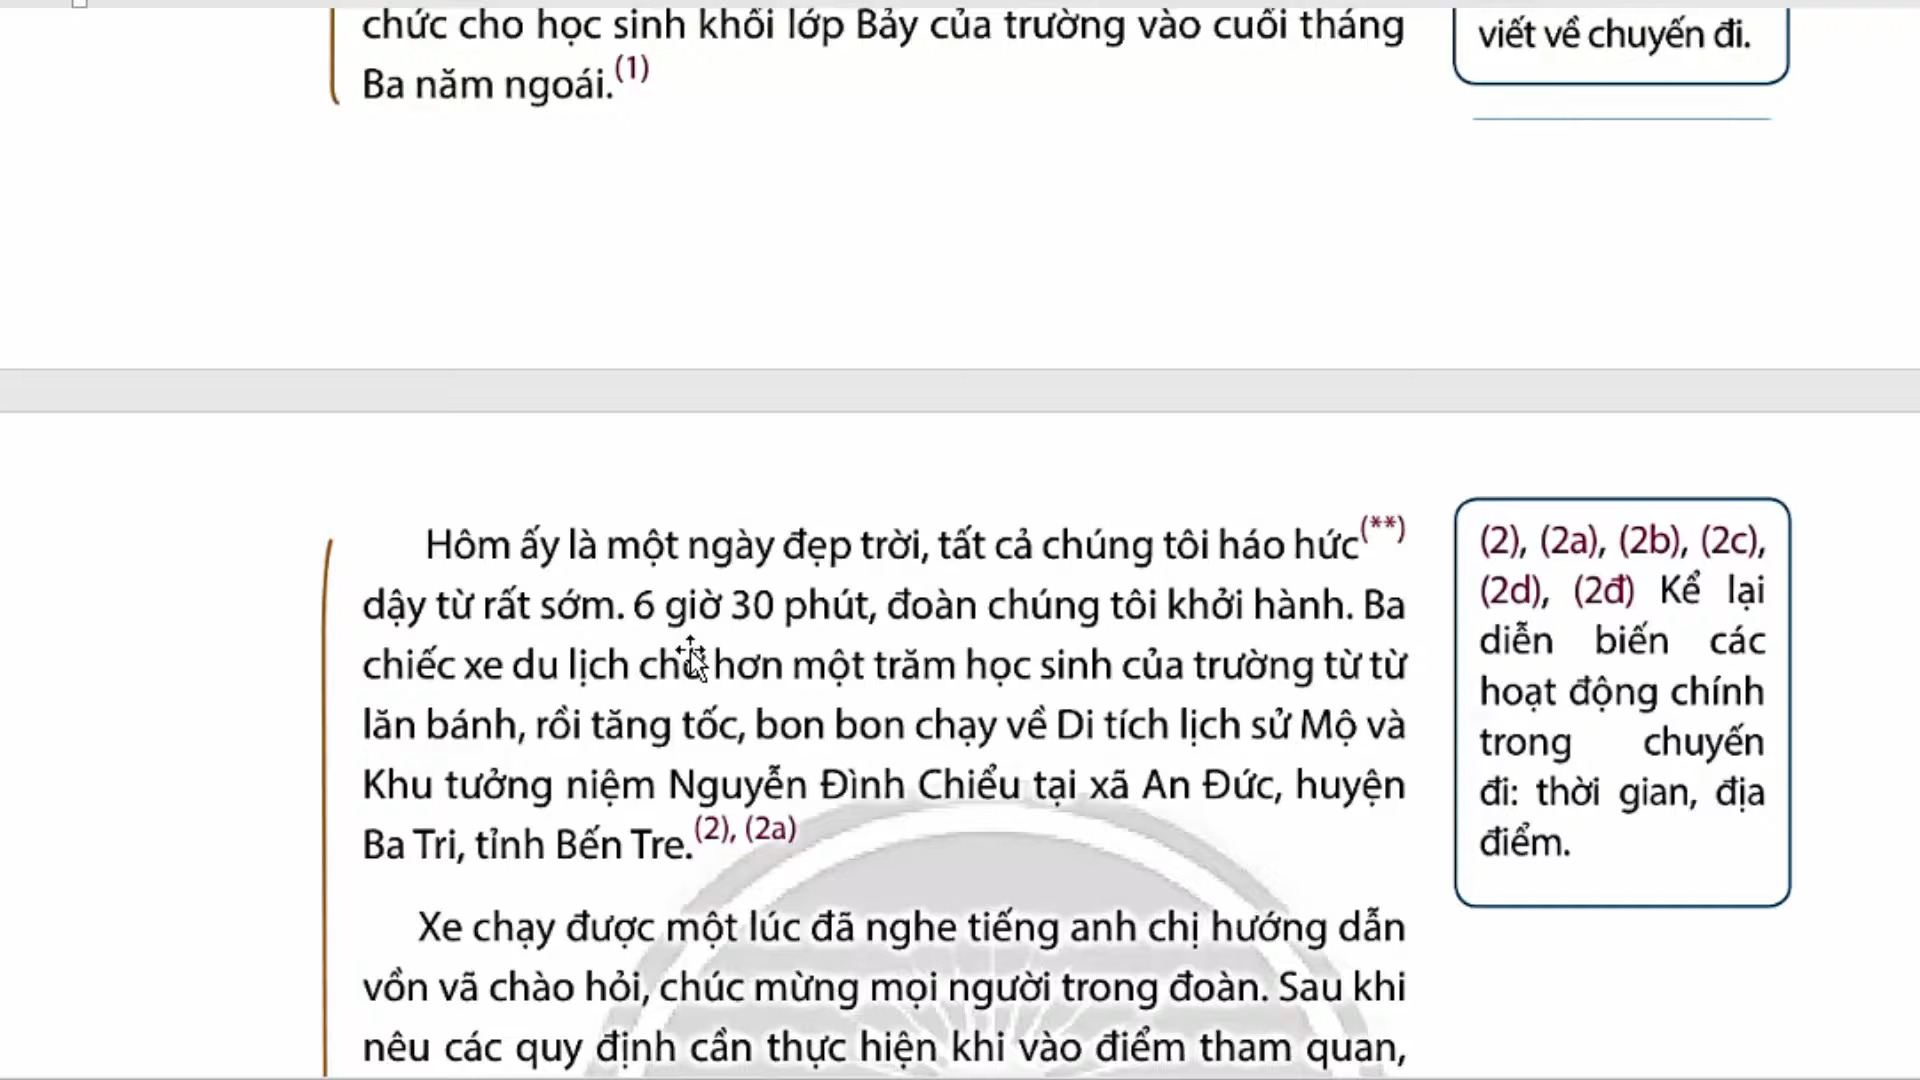 chức cho học sinh khối lớp Bảy của trường vào cuối tháng
Ba năm ngoái.(1)
viết về chuyến đi.
Hôm ấy là một ngày đẹp trời, tất cả chúng tôi háo hức(**)
dậy từ rất sớm. 6 giờ 30 phút, đoàn chúng tôi khởi hành. Ba
chiếc xe du lịch chở hơn một trăm học sinh của trường từ từ
lăn bánh, rồi tăng tốc, bon bon chạy về Di tích lịch sử Mộ và
Khu tưởng niệm Nguyễn Đình Chiểu tại xã An Đức, huyện
Ba Tri, tỉnh Bến Tre.(2), (2a)
Xe chạy được một lúc đã nghe tiếng anh chị hướng dẫn
vồn vã chào hỏi, chúc mừng mọi người trong đoàn. Sau khi
nêu các quy định cần thực hiện khi vào điểm tham quan,
(2), (2a), (2b), (2c),
(2d), (2đ) Kể lại
diễn biến các
hoạt động chính
trong chuyến
đi: thời gian, địa
điểm.